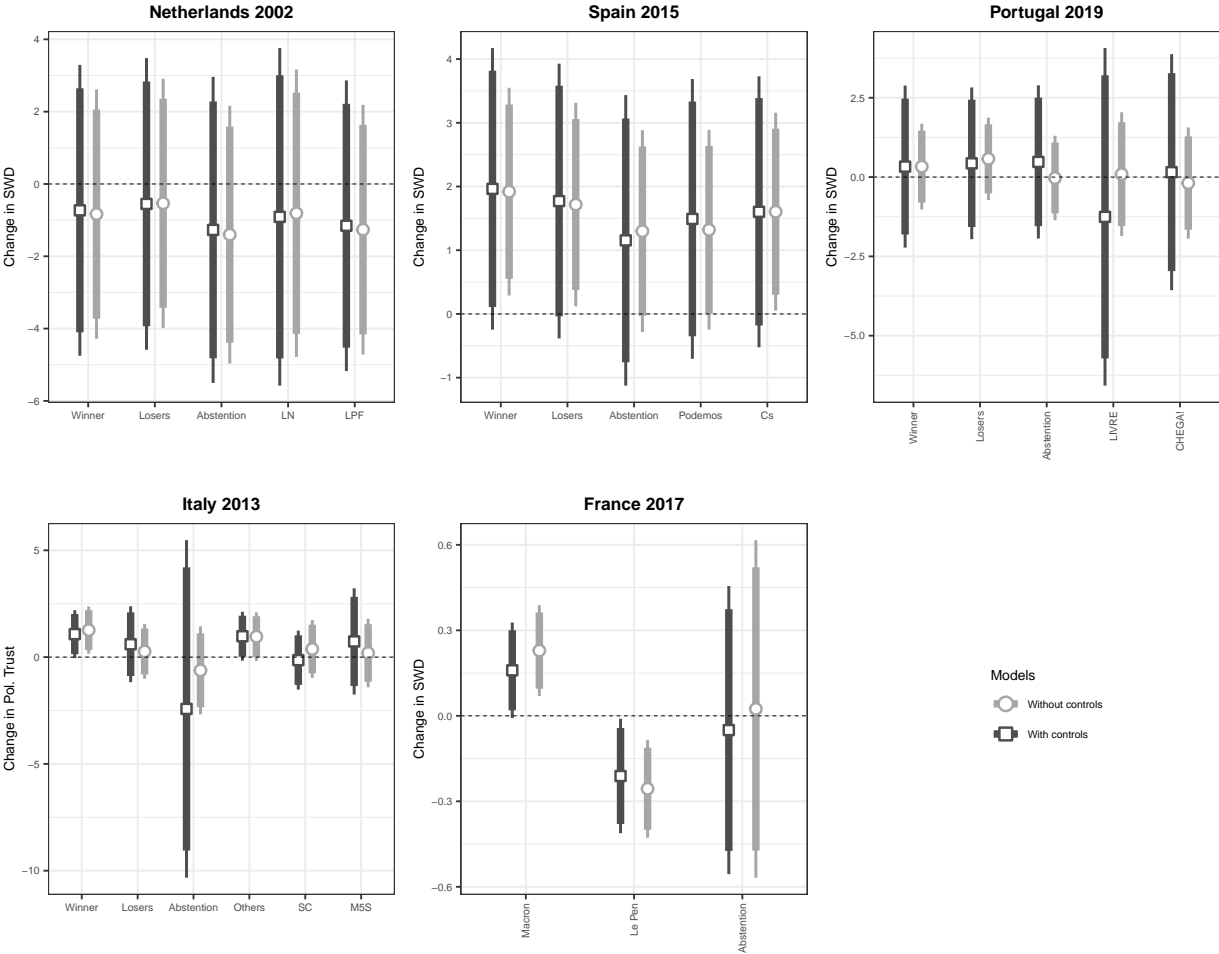 Netherlands 2002
Change in SWD
4
2
0
−2
−4
−6
Winner Losers Abstention LN LPF
Spain 2015
Change in SWD
4
3
2
1
0
−1
Winner Losers Abstention Podemos Cs
Portugal 2019
Change in SWD
2.5
0.0
−2.5
−5.0
Winner Losers Abstention LIVRE CHEGA!
Italy 2013
Change in Pol. Trust
5
0
−5
−10
Winner Losers Abstention Others SC M5S
France 2017
Change in SWD
0.6
0.3
0.0
−0.3
−0.6
Macron Le Pen Abstention
Models
Without controls
With controls